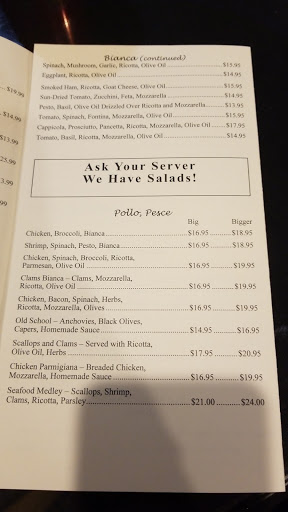 Bianca (continued)
Spinach, Mushroom, Garlic, Ricotta, Olive Oil ........ $15.95
Eggplant, Ricotta, Olive Oil ........ $14.95
Smoked Ham, Ricotta, Goat Cheese, Olive Oil ........ $15.95
Sun-Dried Tomato, Zucchini, Feta, Mozzarella ........ $14.95
Pesto, Basil, Olive Oil Drizzled Over Ricotta and Mozzarella ........ $13.95
Tomato, Spinach, Fontina, Mozzarella, Olive Oil ........ $15.95
Cappicola, Prosciutto, Pancetta, Ricotta, Mozzarella, Olive Oil ........ $17.95
Tomato, Basil, Ricotta, Mozzarella, Olive Oil ........ $14.95
Ask Your Server
We Have Salads!
Pollo, Pesce
Big Bigger
Chicken, Broccoli, Bianca ........ $16.95 ........ $18.95
Shrimp, Spinach, Pesto, Bianca ........ $16.95 ........ $18.95
Chicken, Spinach, Broccoli, Ricotta,
Parmesan, Olive Oil ........ $16.95 ........ $19.95
Clams Bianca – Clams, Mozzarella,
Ricotta, Olive Oil ........ $16.95 ........ $19.95
Chicken, Bacon, Spinach, Herbs,
Ricotta, Mozzarella, Olives ........ $16.95 ........ $19.95
Old School – Anchovies, Black Olives,
Capers, Homemade Sauce ........ $14.95 ........ $16.95
Scallops and Clams – Served with Ricotta,
Olive Oil, Herbs ........ $17.95 ........ $20.95
Chicken Parmigiana – Breaded Chicken,
Mozzarella, Homemade Sauce ........ $16.95 ........ $19.95
Seafood Medley – Scallops, Shrimp,
Clams, Ricotta, Parsley ........ $21.00 ........ $24.00